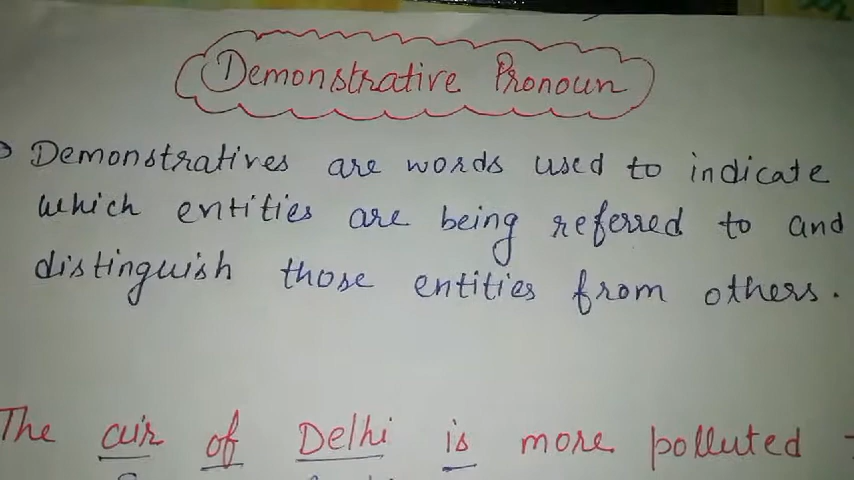 Demonstrative Pronoun
Demonstratives are words used to indicate
which entities are being referred to and
distinguish those entities from others.
The air of Delhi is more polluted